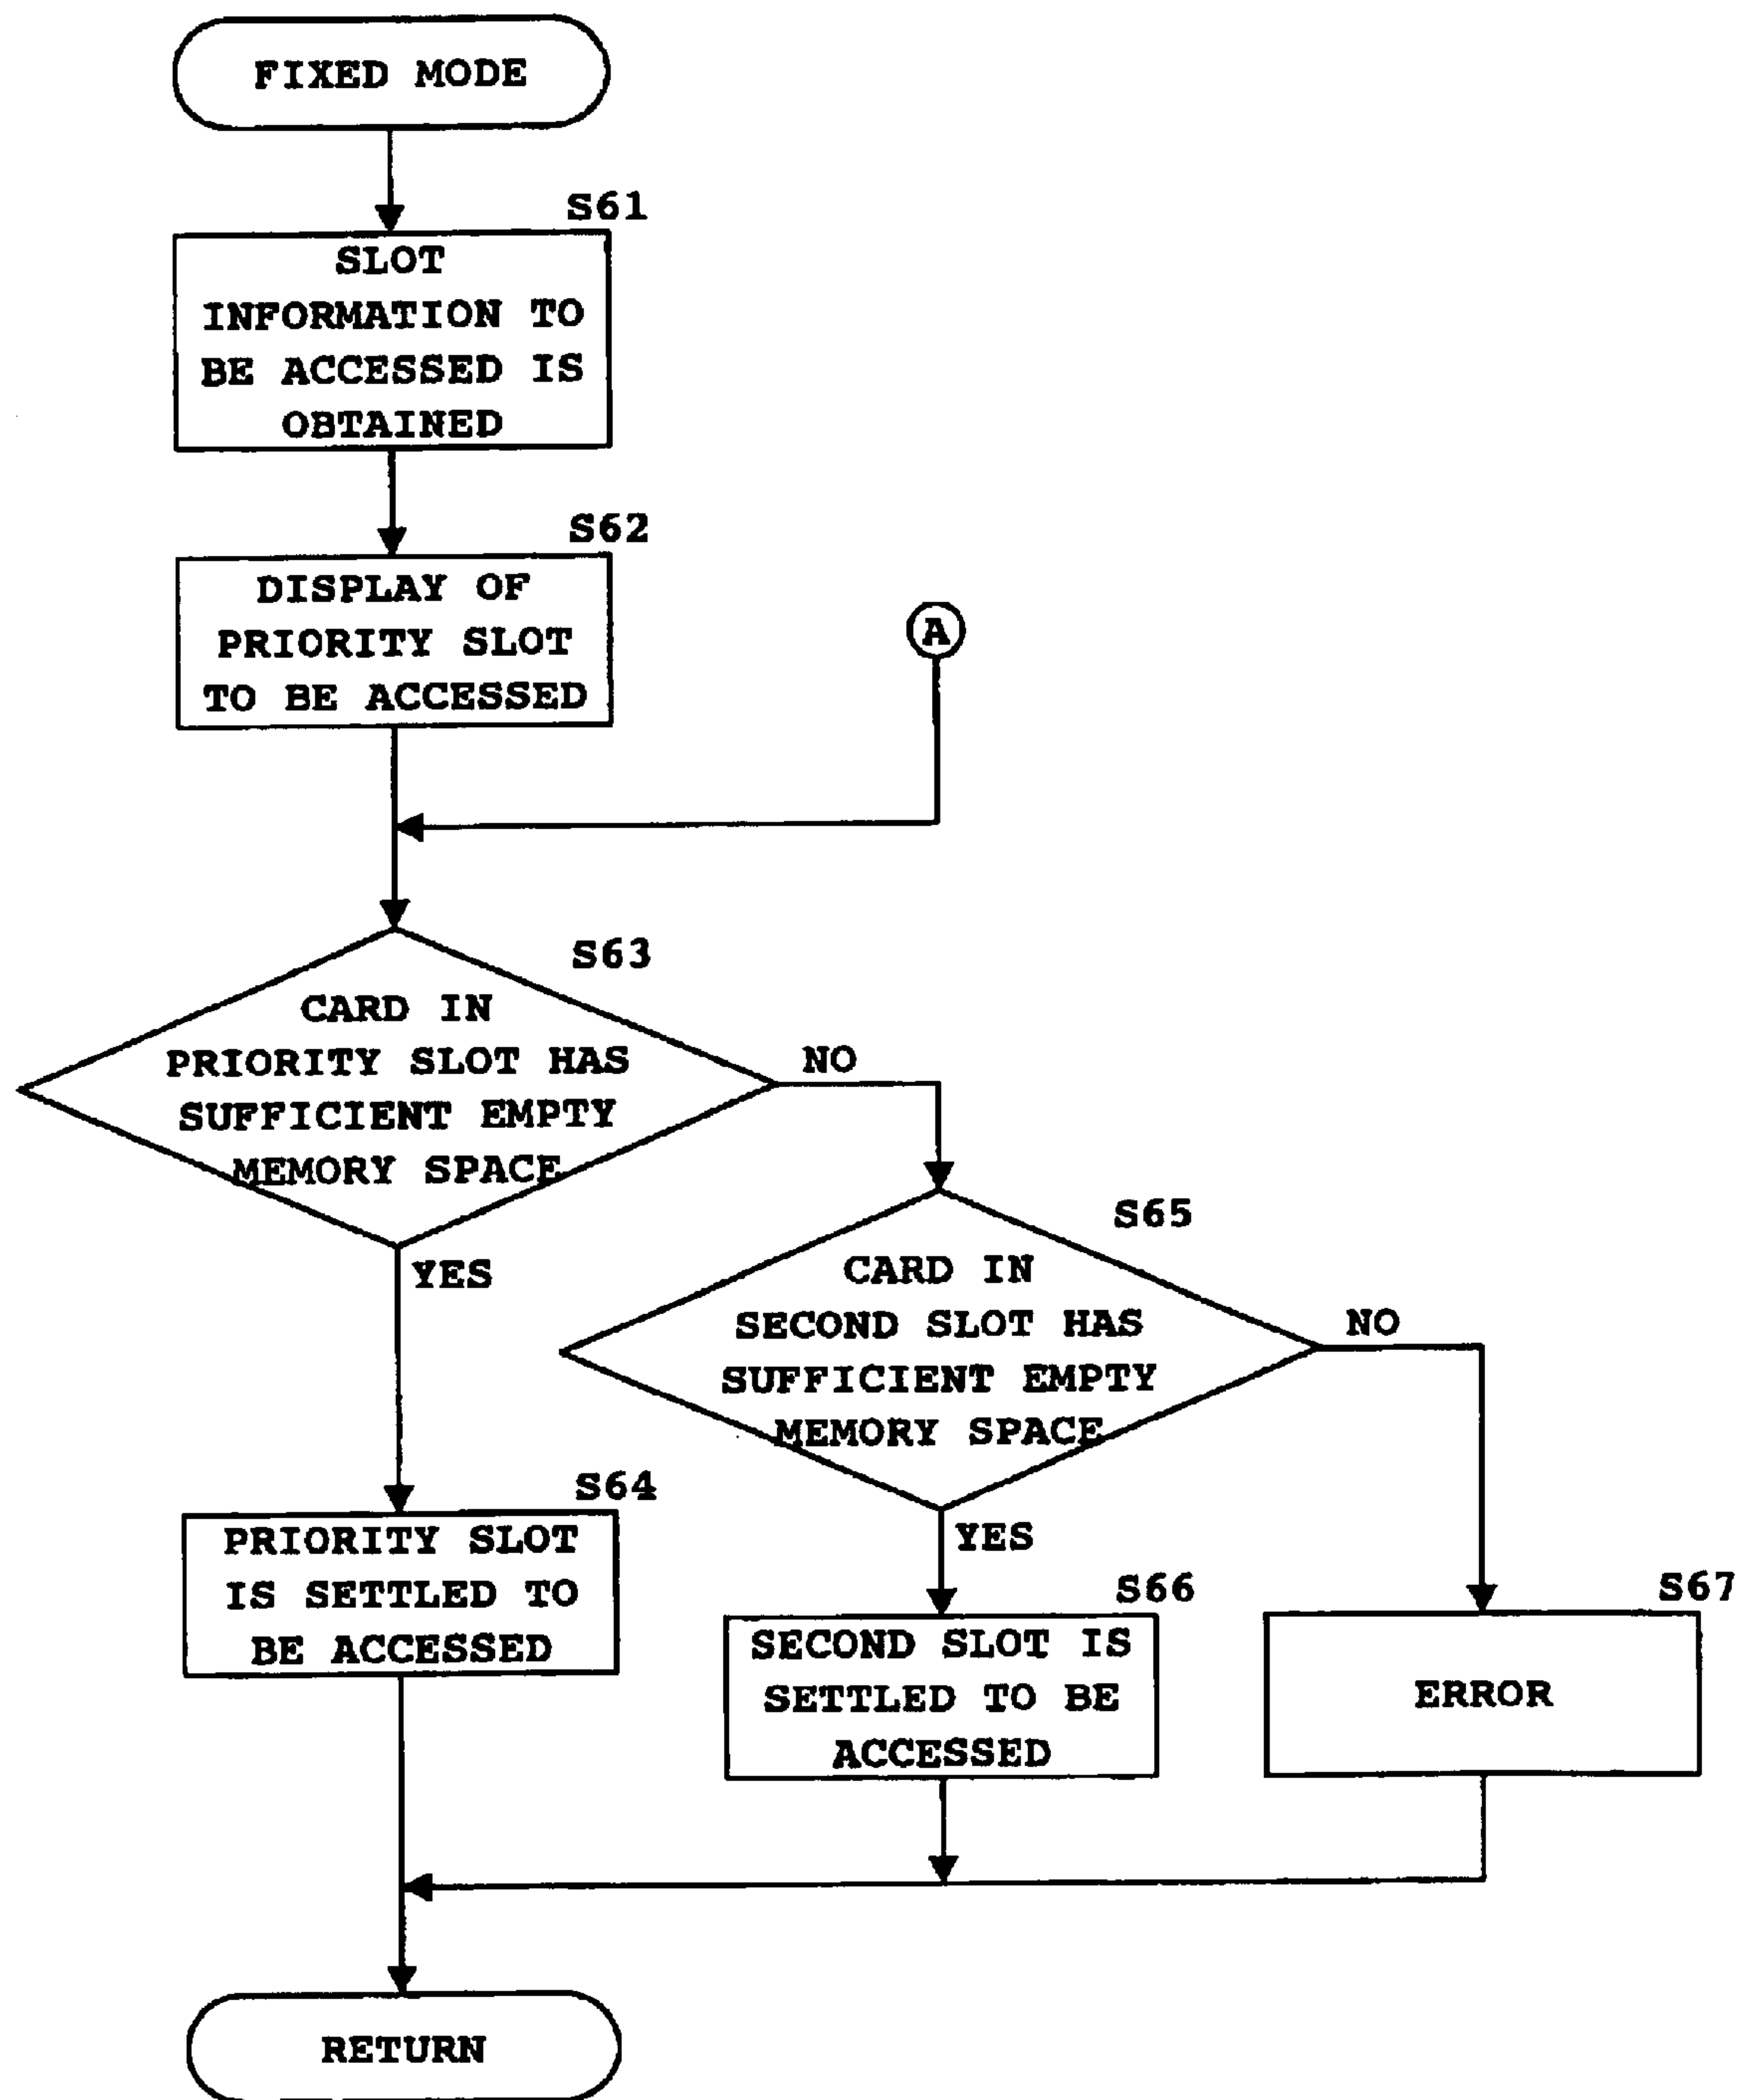 FIXED MODE
S61
SLOT
INFORMATION TO
BE ACCESSED IS
OBTAINED
S62
DISPLAY OF
PRIORITY SLOT
TO BE ACCESSED
A
S63
CARD IN
PRIORITY SLOT HAS
SUFFICIENT EMPTY
MEMORY SPACE
NO
YES
S65
CARD IN
SECOND SLOT HAS
SUFFICIENT EMPTY
MEMORY SPACE
NO
YES
S64
PRIORITY SLOT
IS SETTLED TO
BE ACCESSED
S66
SECOND SLOT IS
SETTLED TO BE
ACCESSED
S67
ERROR
RETURN